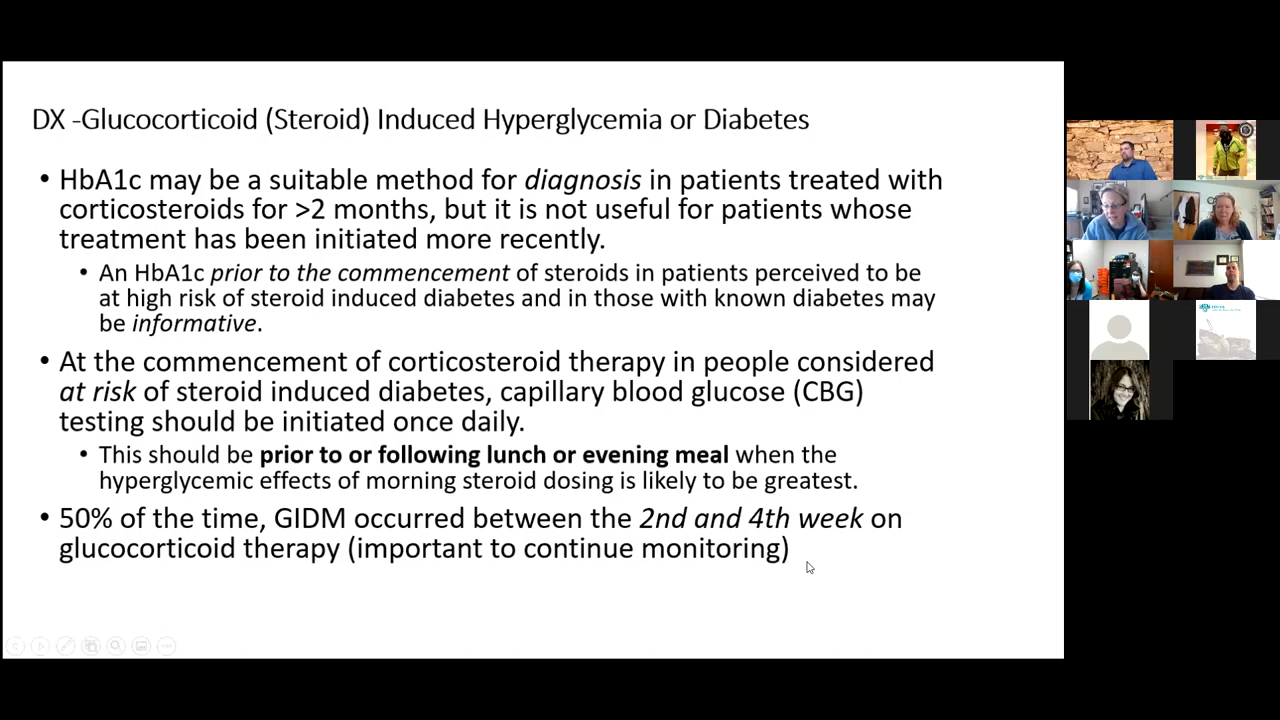 DX -Glucocorticoid (Steroid) Induced Hyperglycemia or Diabetes
• HbA1c may be a suitable method for diagnosis in patients treated with
corticosteroids for >2 months, but it is not useful for patients whose
treatment has been initiated more recently.
• An HbA1c prior to the commencement of steroids in patients perceived to be
at high risk of steroid induced diabetes and in those with known diabetes may
be informative.
• At the commencement of corticosteroid therapy in people considered
at risk of steroid induced diabetes, capillary blood glucose (CBG)
testing should be initiated once daily.
• This should be prior to or following lunch or evening meal when the
hyperglycemic effects of morning steroid dosing is likely to be greatest.
• 50% of the time, GIDM occurred between the 2nd and 4th week on
glucocorticoid therapy (important to continue monitoring)